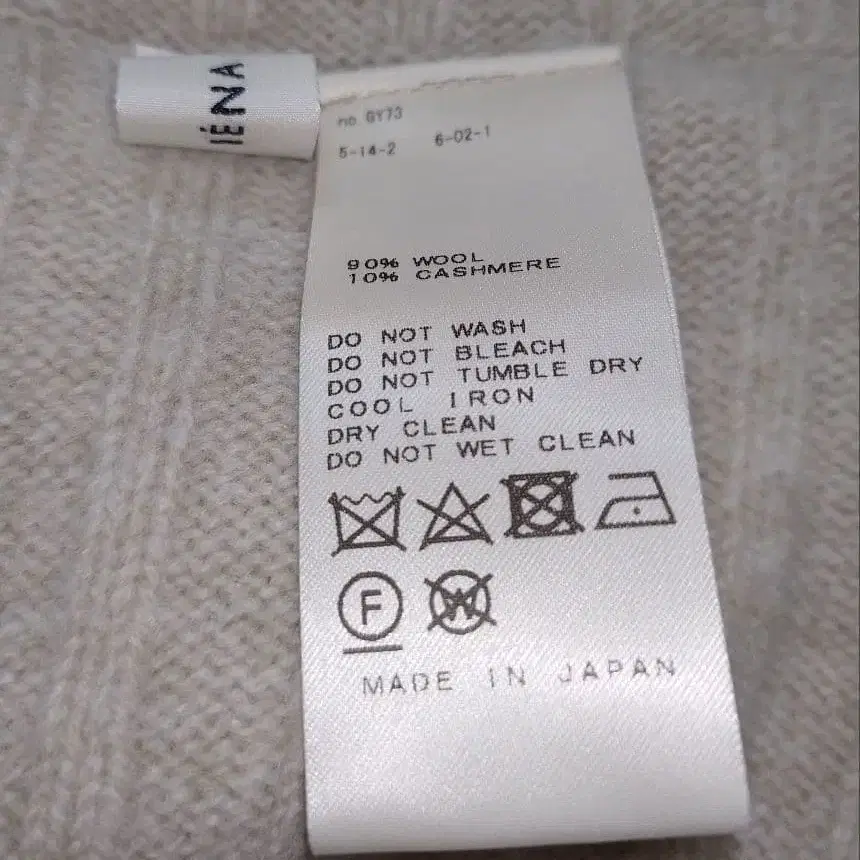 IÉNA
no. GY73
5-14-2 6-02-1
90% WOOL
10% CASHMERE
DO NOT WASH
DO NOT BLEACH
DO NOT TUMBLE DRY
COOL IRON
DRY CLEAN
DO NOT WET CLEAN
F W
MADE IN JAPAN